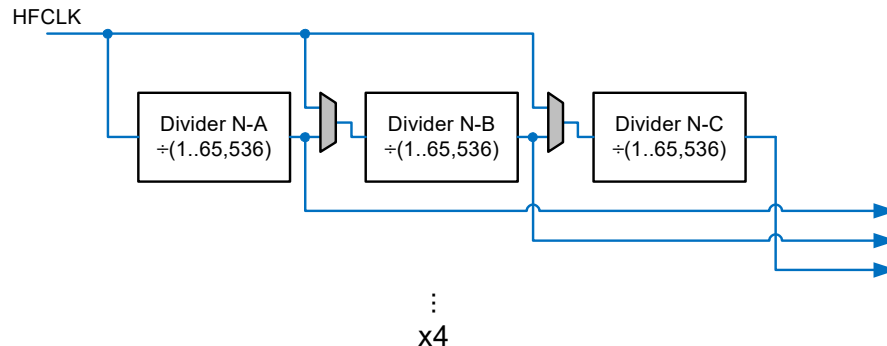 HFCLK
Divider N-A
÷(1..65,536)
Divider N-B
÷(1..65,536)
Divider N-C
÷(1..65,536)
⋮
x4